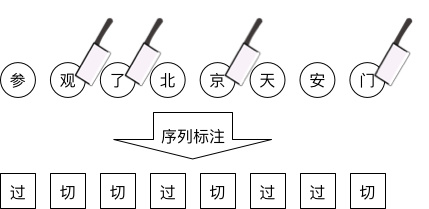 参 观 了 北 京 天 安 门
序列标注
过 切 切 过 切 过 过 切